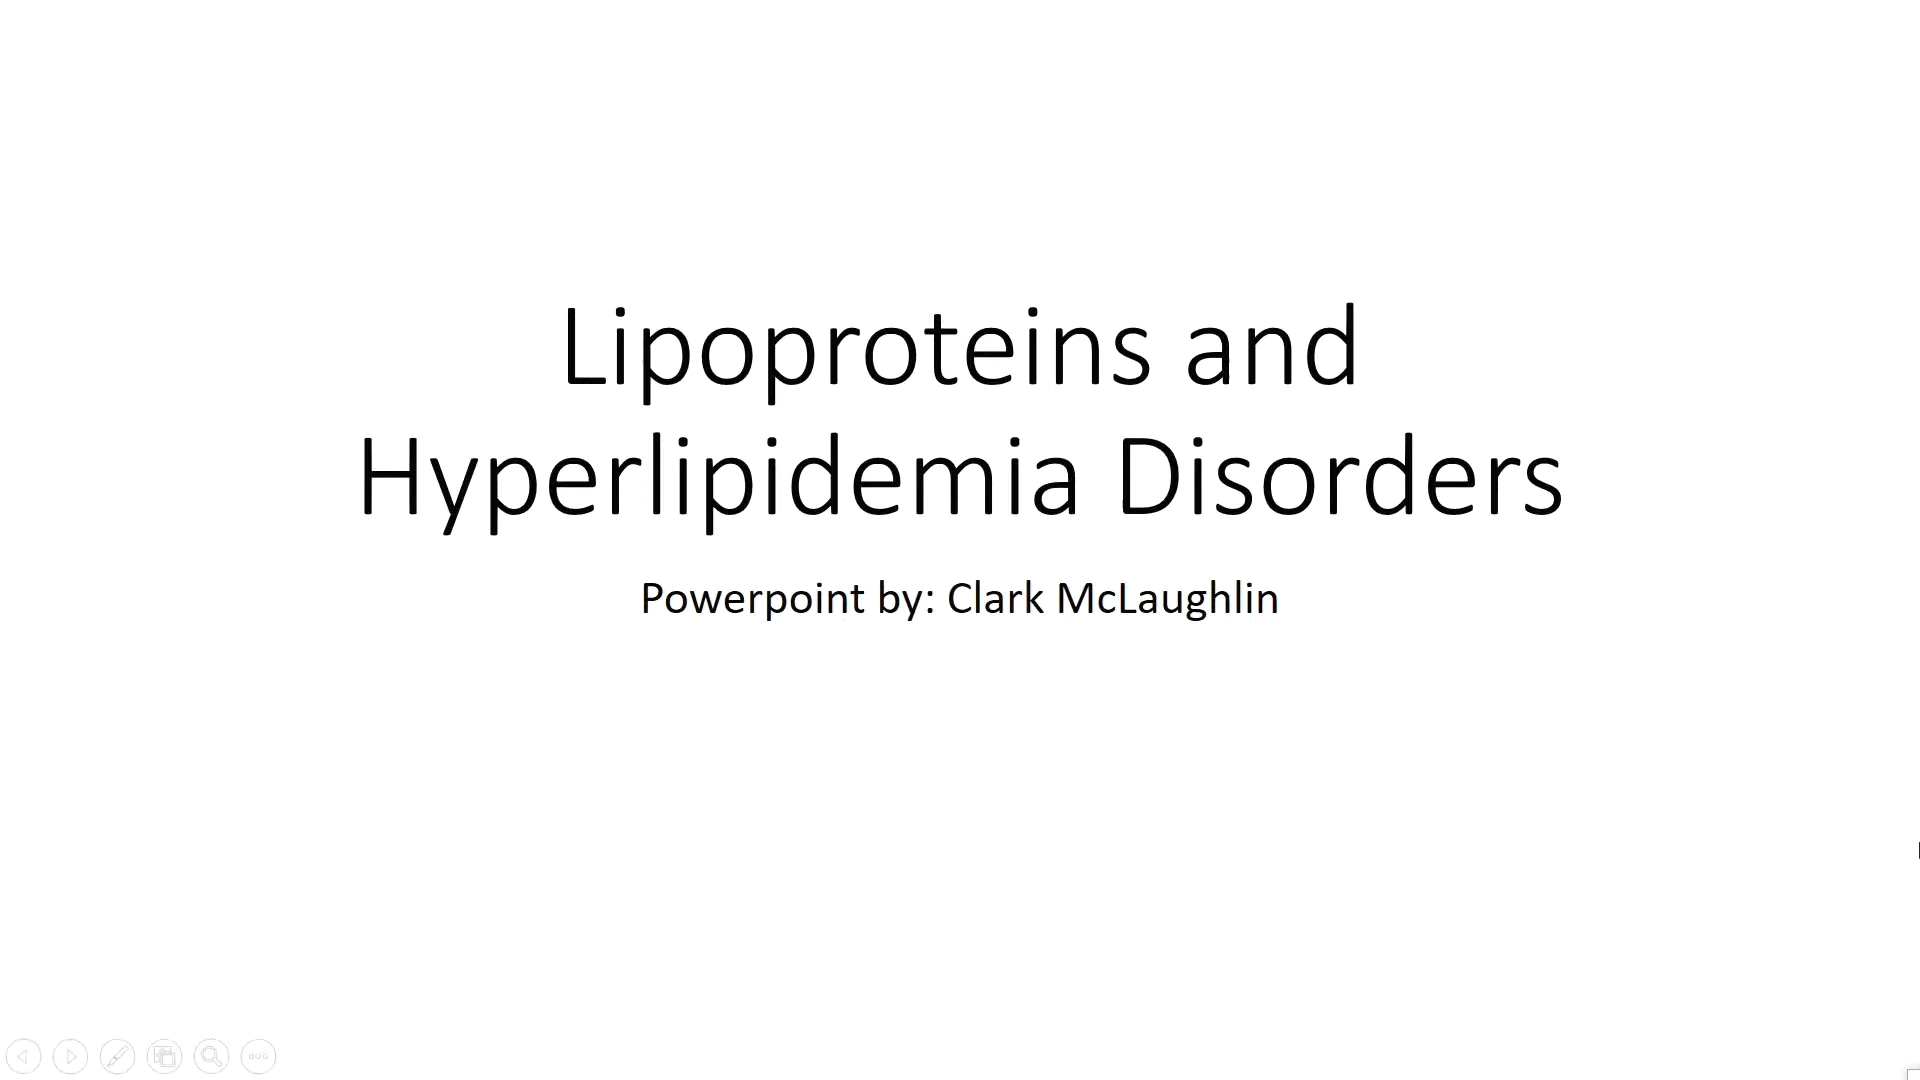 Lipoproteins and
Hyperlipidemia Disorders
Powerpoint by: Clark McLaughlin